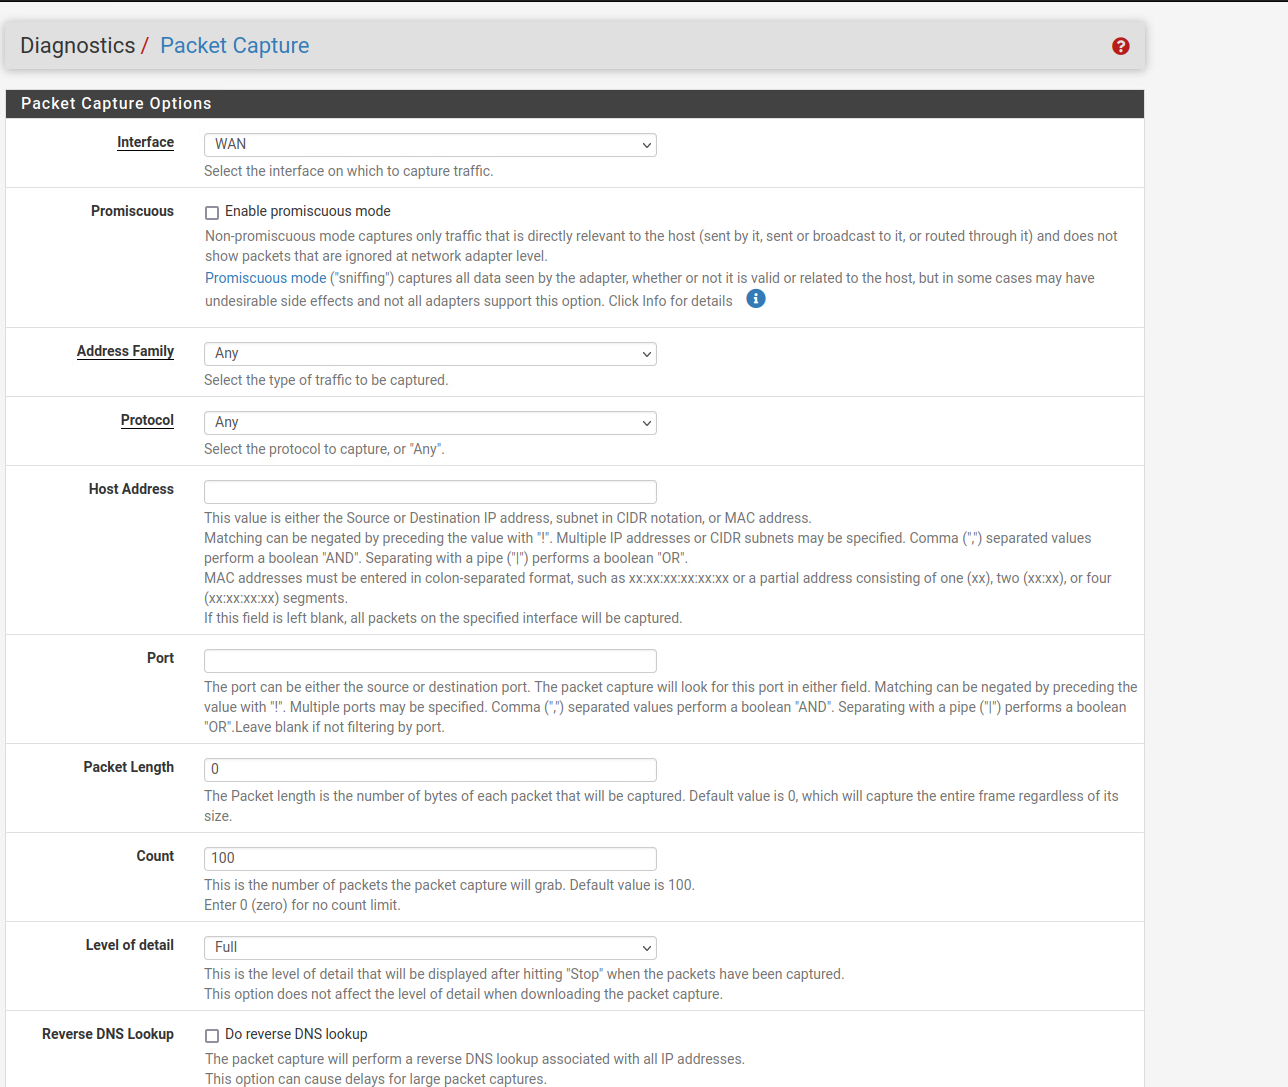 Diagnostics / Packet Capture
Packet Capture Options
Interface
WAN
Select the interface on which to capture traffic.
Promiscuous
Enable promiscuous mode
Non-promiscuous mode captures only traffic that is directly relevant to the host (sent by it, sent or broadcast to it, or routed through it) and does not
show packets that are ignored at network adapter level.
Promiscuous mode ("sniffing") captures all data seen by the adapter, whether or not it is valid or related to the host, but in some cases may have
undesirable side effects and not all adapters support this option. Click Info for details
Address Family
Any
Select the type of traffic to be captured.
Protocol
Any
Select the protocol to capture, or "Any".
Host Address
This value is either the Source or Destination IP address, subnet in CIDR notation, or MAC address.
Matching can be negated by preceding the value with "!". Multiple IP addresses or CIDR subnets may be specified. Comma (",") separated values
perform a boolean "AND". Separating with a pipe ("|") performs a boolean "OR".
MAC addresses must be entered in colon-separated format, such as xx:xx:xx:xx:xx:xx or a partial address consisting of one (xx), two (xx:xx), or four
(xx:xx:xx:xx) segments.
If this field is left blank, all packets on the specified interface will be captured.
Port
The port can be either the source or destination port. The packet capture will look for this port in either field. Matching can be negated by preceding the
value with "!". Multiple ports may be specified. Comma (",") separated values perform a boolean "AND". Separating with a pipe ("|") performs a boolean
"OR".Leave blank if not filtering by port.
Packet Length
0
The Packet length is the number of bytes of each packet that will be captured. Default value is 0, which will capture the entire frame regardless of its
size.
Count
100
This is the number of packets the packet capture will grab. Default value is 100.
Enter 0 (zero) for no count limit.
Level of detail
Full
This is the level of detail that will be displayed after hitting "Stop" when the packets have been captured.
This option does not affect the level of detail when downloading the packet capture.
Reverse DNS Lookup
Do reverse DNS lookup
The packet capture will perform a reverse DNS lookup associated with all IP addresses.
This option can cause delays for large packet captures.